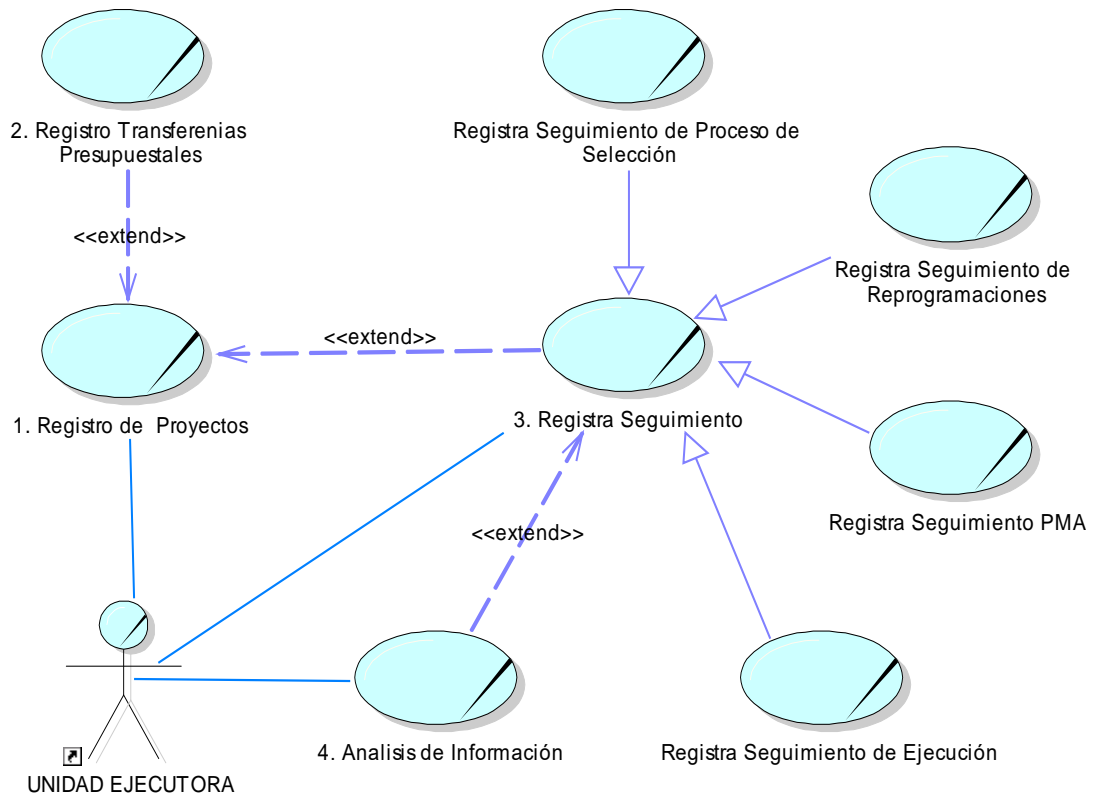 2. Registro Transferenias
Presupuestales
Registra Seguimiento de Proceso de
Selección
<<extend>>
Registra Seguimiento de
Reprogramaciones
<<extend>>
1. Registro de Proyectos
3. Registra Seguimiento
Registra Seguimiento PMA
<<extend>>
4. Analisis de Información
Registra Seguimiento de Ejecución
UNIDAD EJECUTORA